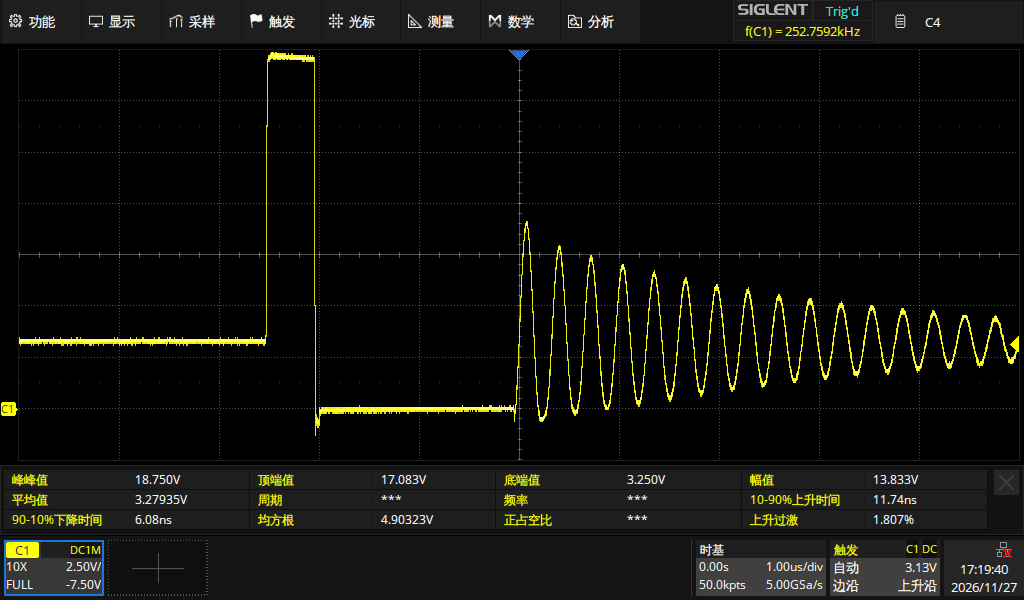 功能 显示 采样 触发 光标 测量 数学 分析 SIGLENT Trig'd C4
f(C1) = 252.7592kHz
C1
峰峰值 18.750V 顶端值 17.083V 底端值 3.250V 幅值 13.833V
平均值 3.27935V 周期 *** 频率 *** 10-90%上升时间 11.74ns
90-10%下降时间 6.08ns 均方根 4.90323V 正占空比 *** 上升过激 1.807%
C1 DC1M
10X 2.50V/
FULL -7.50V
时基
0.00s 1.00us/div
50.0kpts 5.00GSa/s
触发 C1 DC
自动 3.13V
边沿 上升沿
17:19:40
2026/11/27